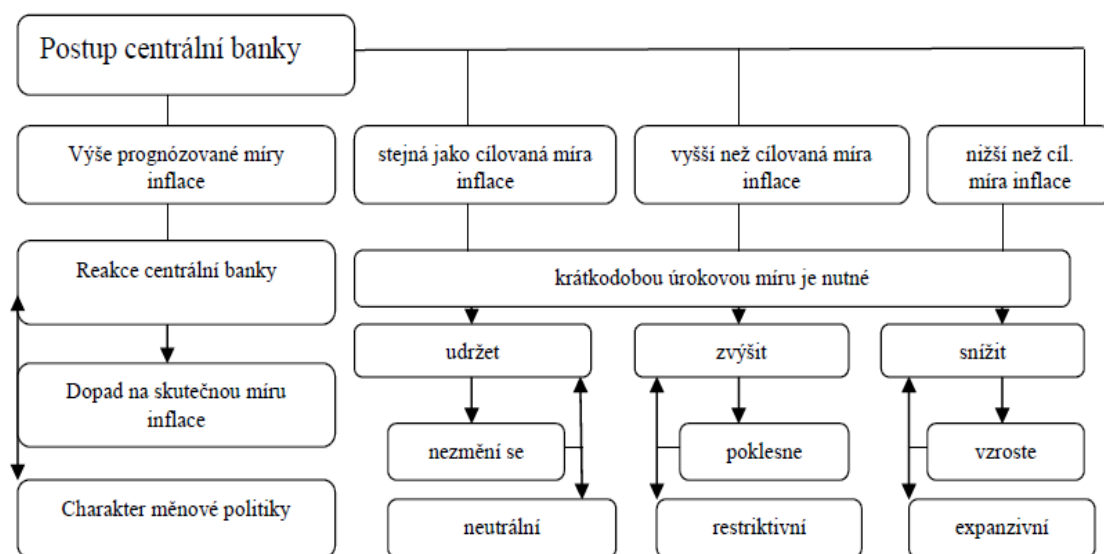 Postup centrální banky
Výše prognózované míry
inflace
stejná jako cílovaná míra
inflace
vyšší než cílovaná míra
inflace
nižší než cíl.
míra inflace
Reakce centrální banky
krátkodobou úrokovou míru je nutné
udržet
zvýšit
snížit
Dopad na skutečnou míru
inflace
nezmění se
poklesne
vzroste
Charakter měnové politiky
neutrální
restriktivní
expanzivní